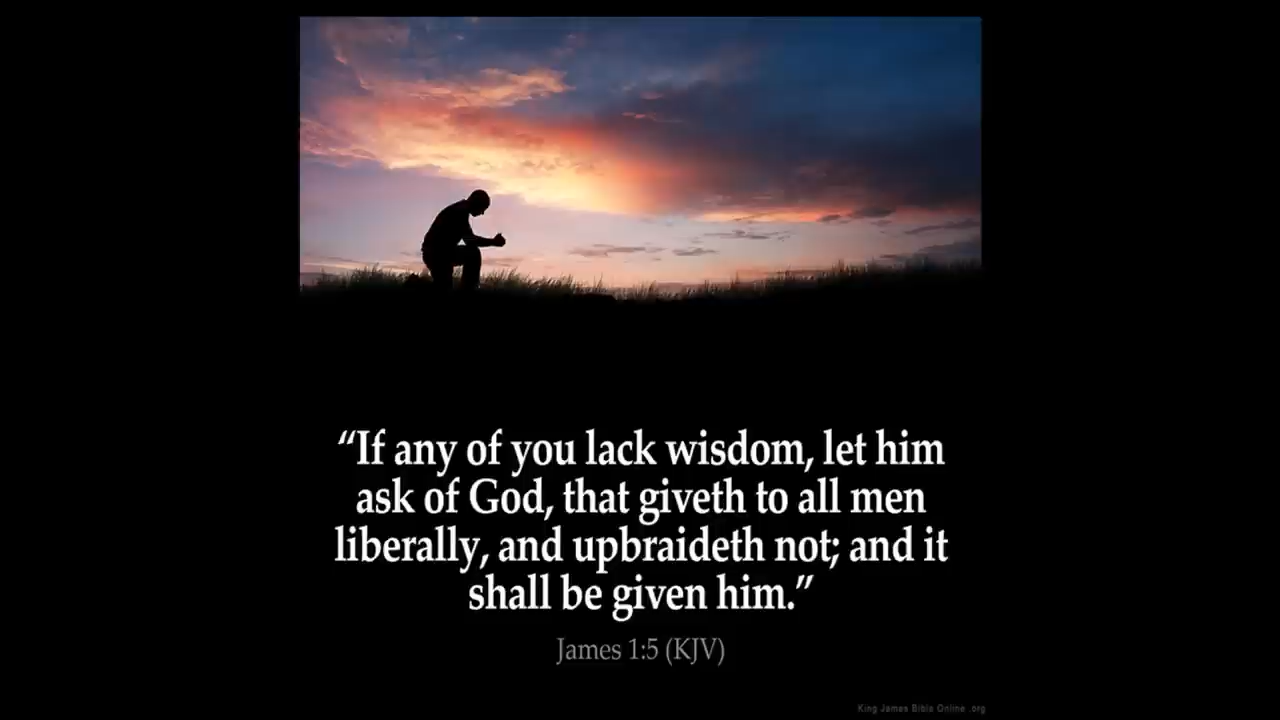 “If any of you lack wisdom, let him
ask of God, that giveth to all men
liberally, and upbraideth not; and it
shall be given him.”
James 1:5 (KJV)
King James Bible Online .org